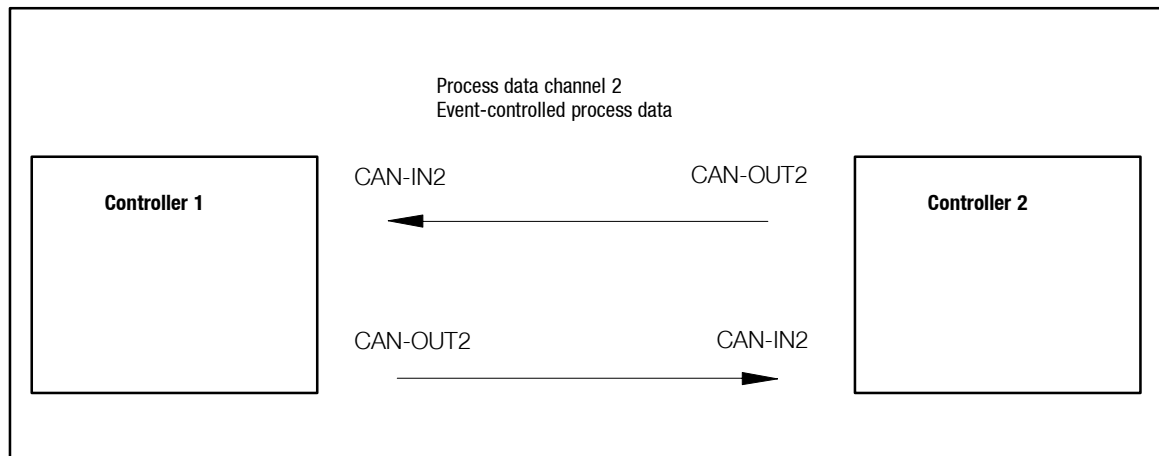 Process data channel 2
Event-controlled process data
CAN-IN2
CAN-OUT2
Controller 1
Controller 2
CAN-OUT2
CAN-IN2